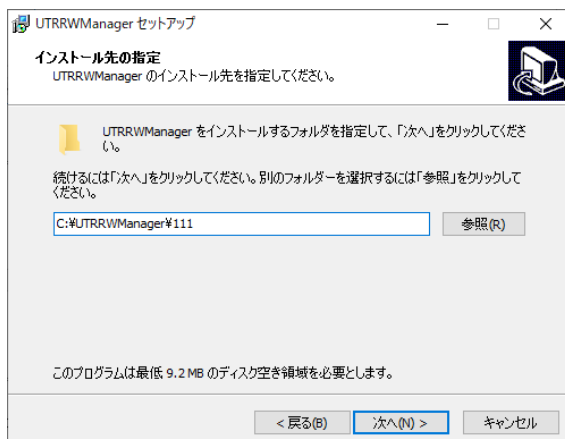 UTRRWManager セットアップ
インストール先の指定
UTRRWManager のインストール先を指定してください。
UTRRWManager をインストールするフォルダを指定して、「次へ」をクリックしてくださ
い。
続けるには「次へ」をクリックしてください。別のフォルダーを選択するには「参照」をクリックして
ください。
C:¥UTRRWManager¥111
参照(R)
このプログラムは最低 9.2 MB のディスク空き領域を必要とします。
< 戻る(B)
次へ(N) >
キャンセル